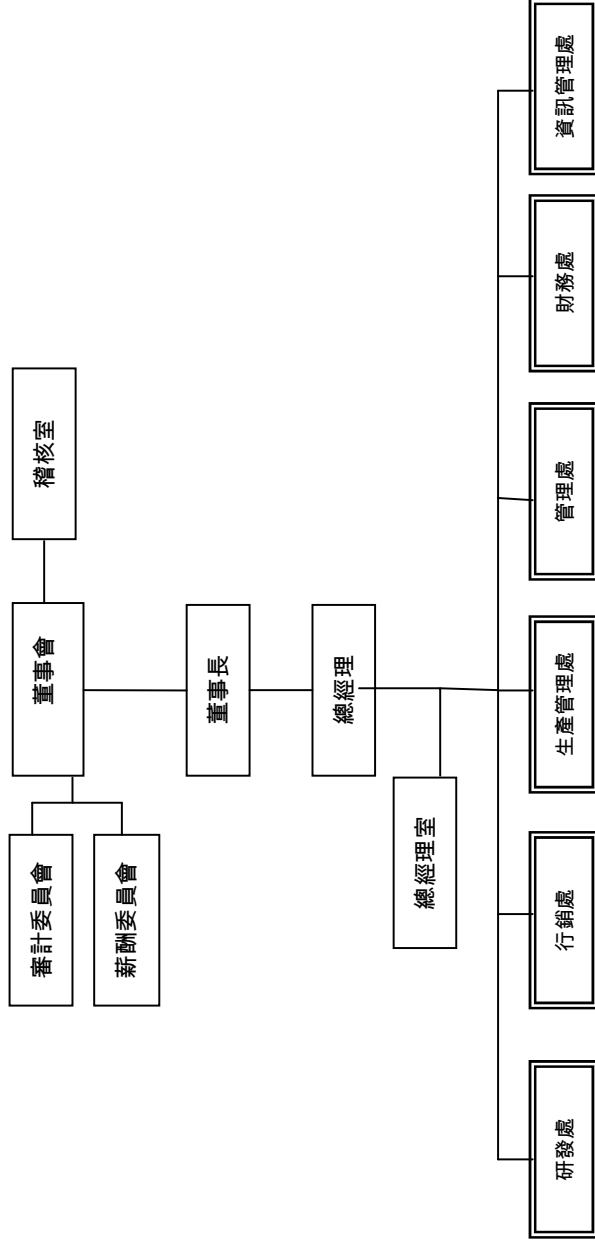 審計委員會
薪酬委員會
董事會
稽核室
董事長
總經理
總經理室
研發處
行銷處
生產管理處
管理處
財務處
資訊管理處